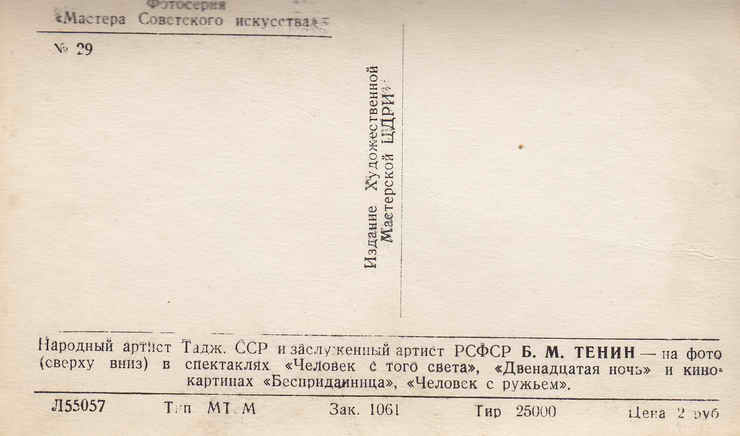 Фотосерия
«Мастера Советского искусства»
№ 29
Издание Художественной
Мастерской ЦДРИ
Народный артист Тадж. ССР и заслуженный артист РСФСР Б. М. ТЕНИН — на фото
(сверху вниз) в спектаклях «Человек с того света», «Двенадцатая ночь» и кино-
картинах «Бесприданница», «Человек с ружьем».
Л55057 Тип МТ М Зак. 1061 Тир 25000 Цена 2 руб